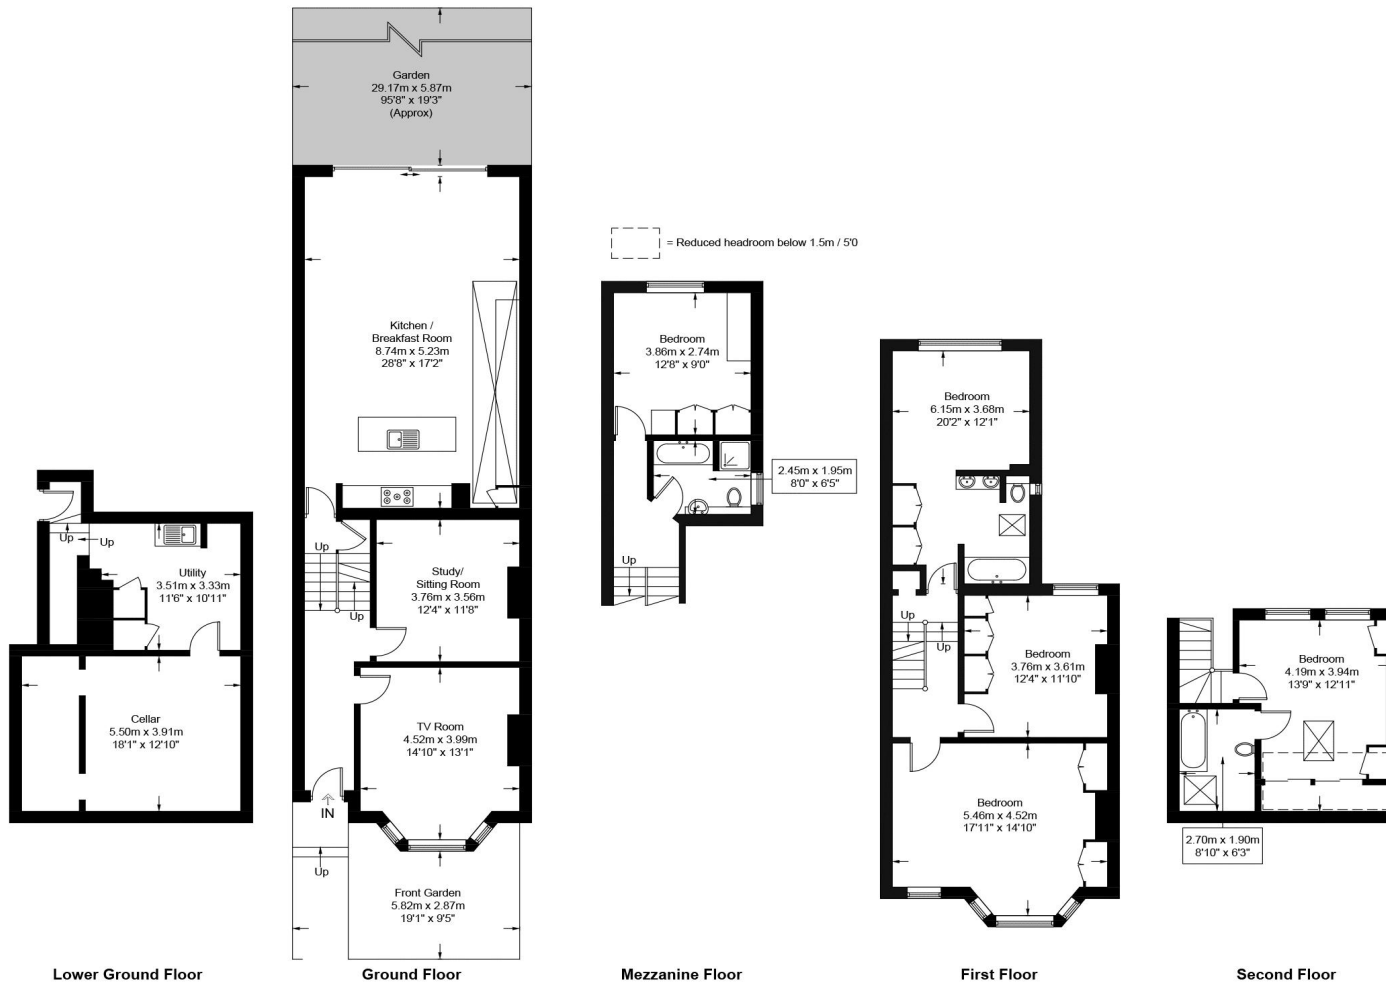 Garden
29.17m x 5.87m
95'8" x 19'3"
(Approx)
= Reduced headroom below 1.5m / 5'0
Kitchen /
Breakfast Room
8.74m x 5.23m
28'8" x 17'2"
Up
Study/
Sitting Room
3.76m x 3.56m
12'4" x 11'8"
Up
TV Room
4.52m x 3.99m
14'10" x 13'1"
IN
Up
Front Garden
5.82m x 2.87m
19'1" x 9'5"
Ground Floor
Up
Up
Utility
3.51m x 3.33m
11'6" x 10'11"
Cellar
5.50m x 3.91m
18'1" x 12'10"
Lower Ground Floor
Bedroom
3.86m x 2.74m
12'8" x 9'0"
2.45m x 1.95m
8'0" x 6'5"
Up
Mezzanine Floor
Bedroom
6.15m x 3.68m
20'2" x 12'1"
Up
Up
Bedroom
3.76m x 3.61m
12'4" x 11'10"
Bedroom
5.46m x 4.52m
17'11" x 14'10"
First Floor
Bedroom
4.19m x 3.94m
13'9" x 12'11"
2.70m x 1.90m
8'10" x 6'3"
Second Floor